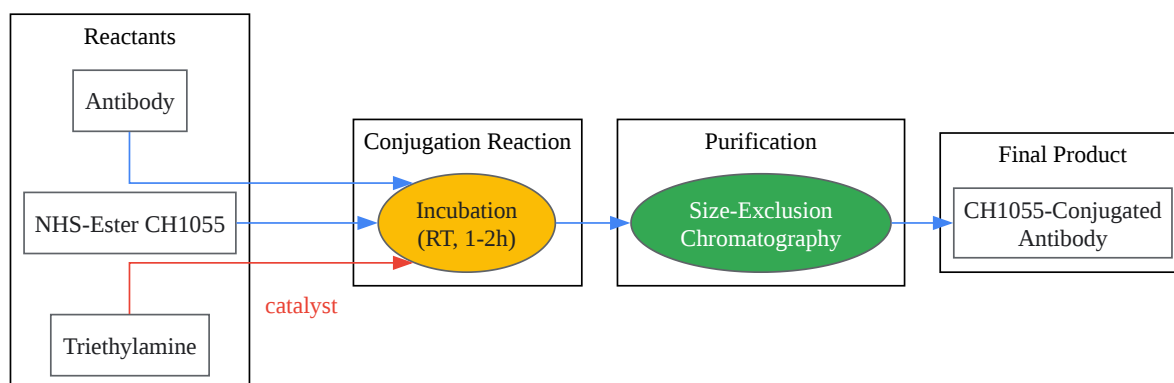 Reactants
Antibody
NHS-Ester CH1055
Triethylamine
catalyst
Conjugation Reaction
Incubation
(RT, 1-2h)
Purification
Size-Exclusion
Chromatography
Final Product
CH1055-Conjugated
Antibody